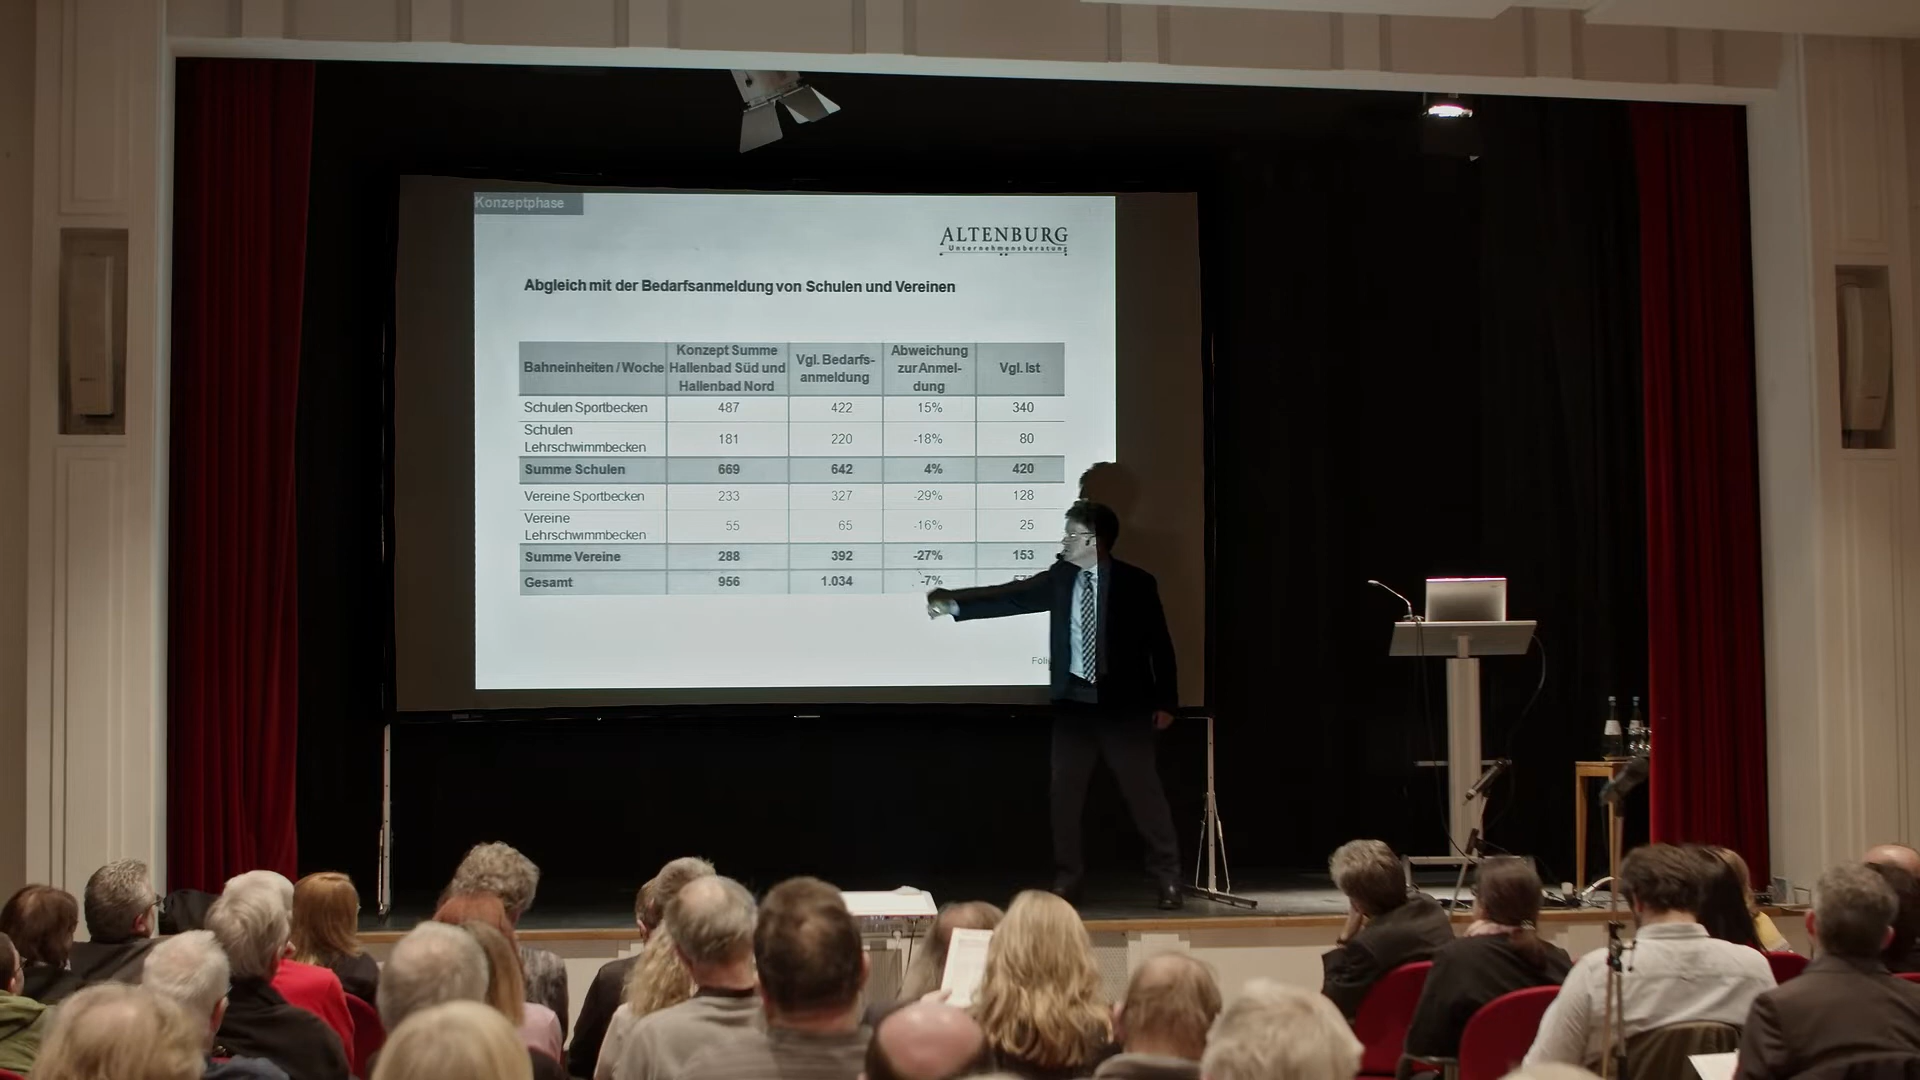 Konzeptphase
ALTENBURG
Unternehmensberatung
Abgleich mit der Bedarfsanmeldung von Schulen und Vereinen
Bahneinheiten / Woche Konzept Summe Hallenbad Süd und Hallenbad Nord Vgl. Bedarfs-anmeldung Abweichung zur Anmel-dung Vgl. Ist
Schulen Sportbecken 487 422 15% 340
Schulen Lehrschwimmbecken 181 220 -18% 80
Summe Schulen 669 642 4% 420
Vereine Sportbecken 233 327 -29% 128
Vereine Lehrschwimmbecken 55 65 -16% 25
Summe Vereine 288 392 -27% 153
Gesamt 956 1.034 -7%